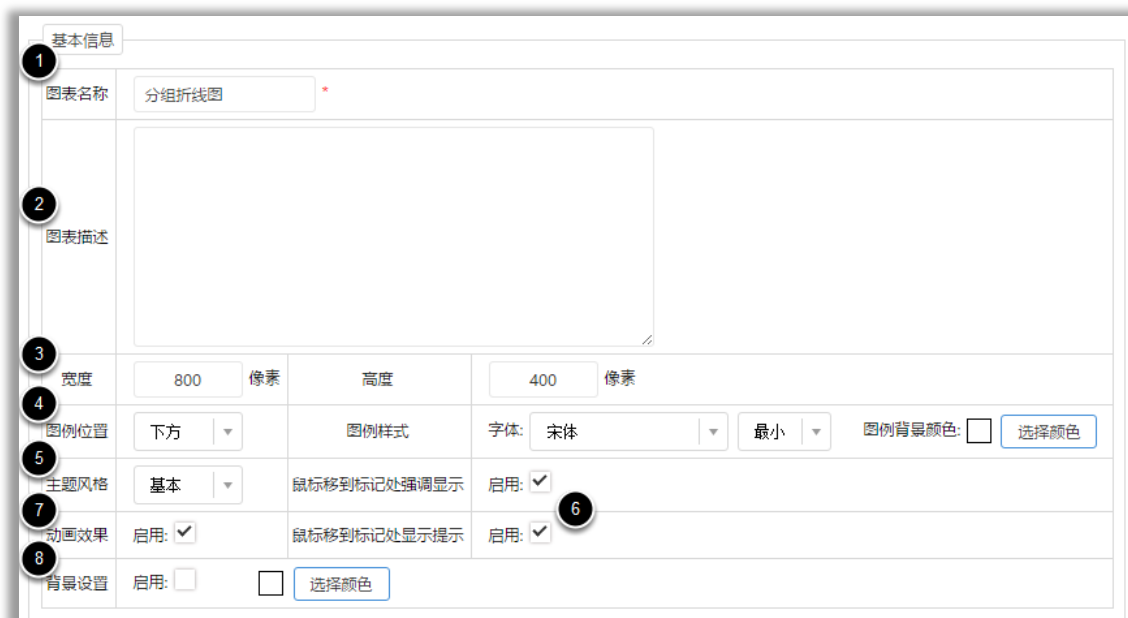 基本信息
1
图表名称 分组折线图 *
2
图表描述
3
宽度 800 像素 高度 400 像素
4
图例位置 下方 图例样式 字体: 宋体 最小 图例背景颜色: 选择颜色
5
主题风格 基本 鼠标移到标记处强调显示 启用:
6
7
动画效果 启用: 鼠标移到标记处显示提示 启用:
8
背景设置 启用: 选择颜色